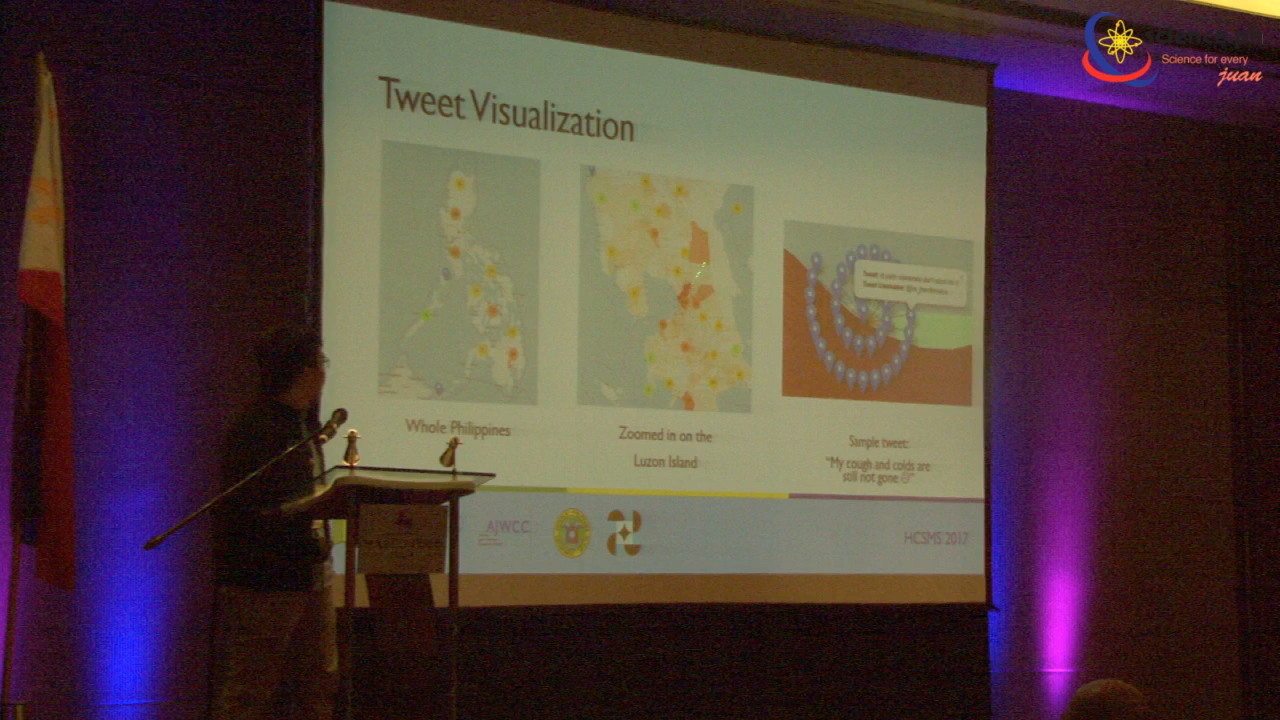 Science for every
juan
Tweet Visualization
Whole Philippines
Zoomed in on the
Luzon Island
Sample tweet:
"My cough and colds are
still not gone ☹"
AJWCC
HCSMS 2017